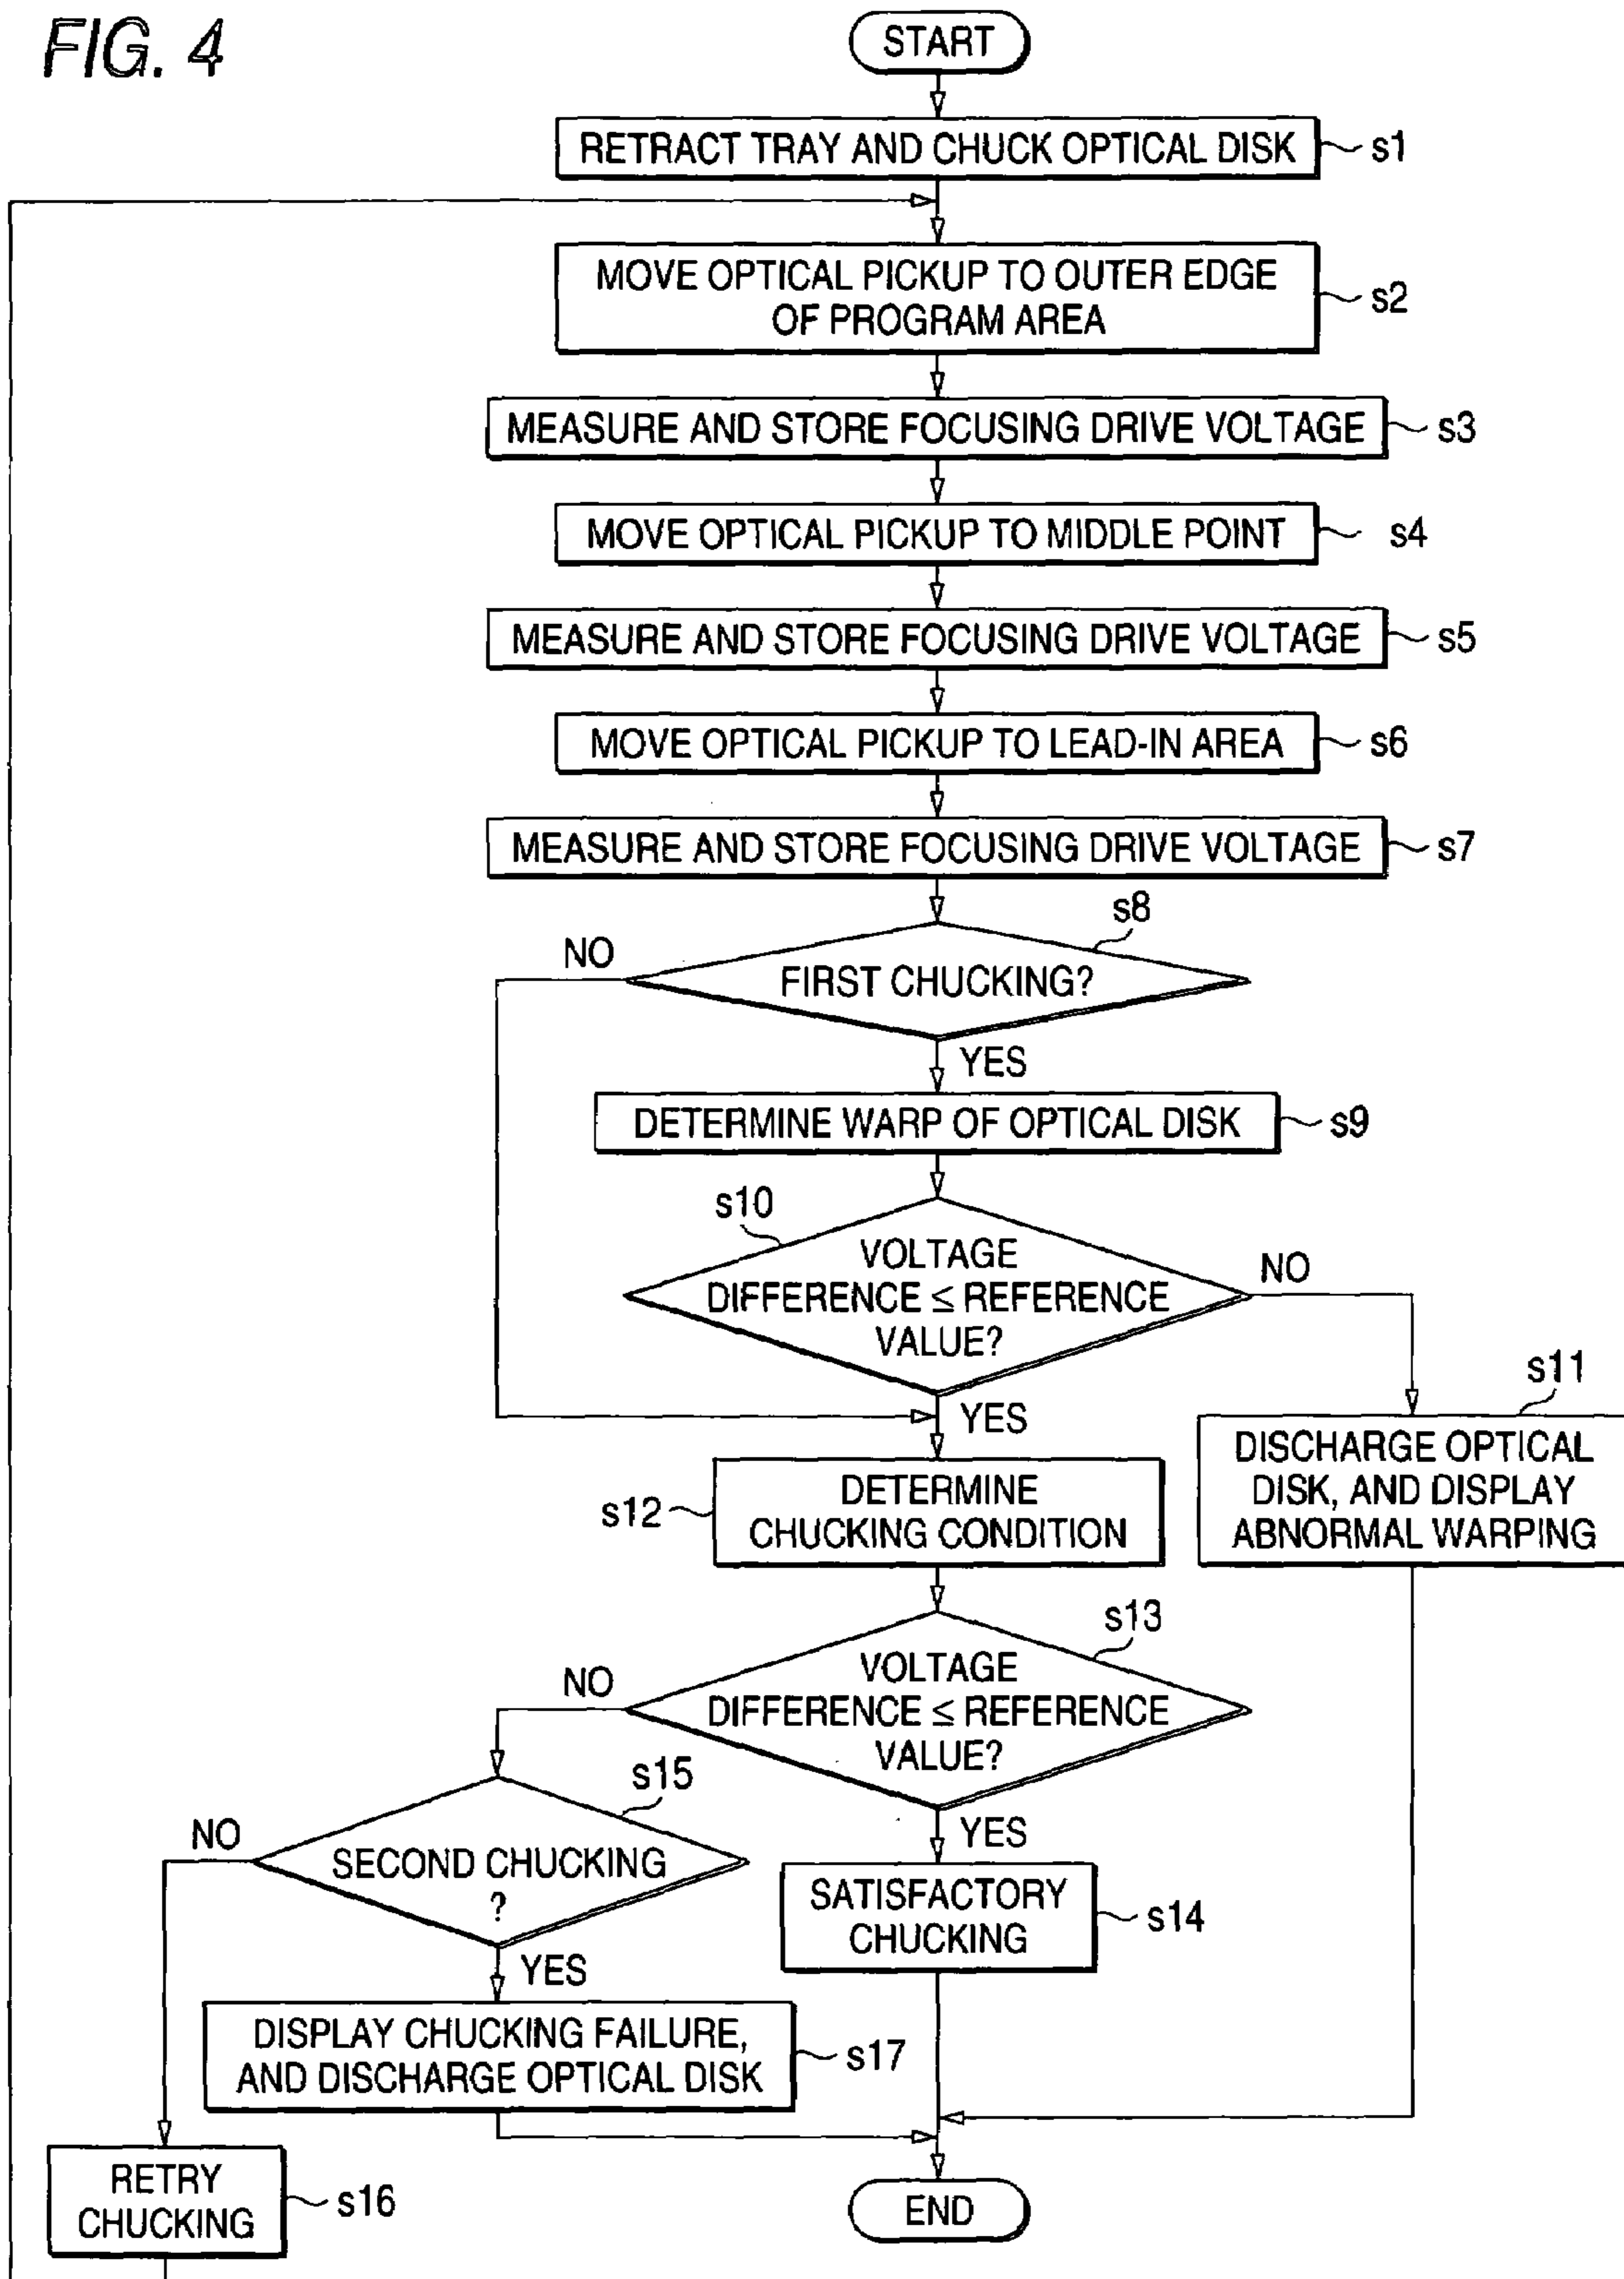 FIG. 4
START
RETRACT TRAY AND CHUCK OPTICAL DISK
s1
MOVE OPTICAL PICKUP TO OUTER EDGE
OF PROGRAM AREA
s2
MEASURE AND STORE FOCUSING DRIVE VOLTAGE
s3
MOVE OPTICAL PICKUP TO MIDDLE POINT
s4
MEASURE AND STORE FOCUSING DRIVE VOLTAGE
s5
MOVE OPTICAL PICKUP TO LEAD-IN AREA
s6
MEASURE AND STORE FOCUSING DRIVE VOLTAGE
s7
s8
NO
FIRST CHUCKING?
YES
DETERMINE WARP OF OPTICAL DISK
s9
s10
VOLTAGE
DIFFERENCE ≤ REFERENCE
VALUE?
NO
YES
s11
DISCHARGE OPTICAL
DISK, AND DISPLAY
ABNORMAL WARPING
s12
DETERMINE
CHUCKING CONDITION
s13
NO
VOLTAGE
DIFFERENCE ≤ REFERENCE
VALUE?
s15
NO
SECOND CHUCKING
?
YES
SATISFACTORY
CHUCKING
s14
YES
DISPLAY CHUCKING FAILURE,
AND DISCHARGE OPTICAL DISK
s17
RETRY
CHUCKING
s16
END